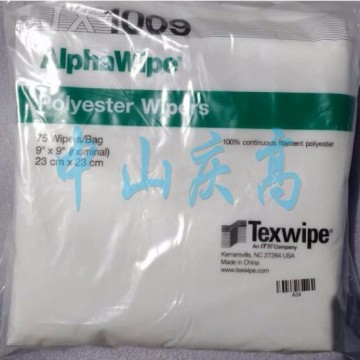 TX1009
AlphaWipe®
Polyester Wipers
75 Wipers/Bag
9" x 9" (nominal)
23 cm x 23 cm
100% continuous filament polyester
中山庆高
Texwipe®
An ITW Company
Kernersville, NC 27284 USA
Made in China
www.texwipe.com